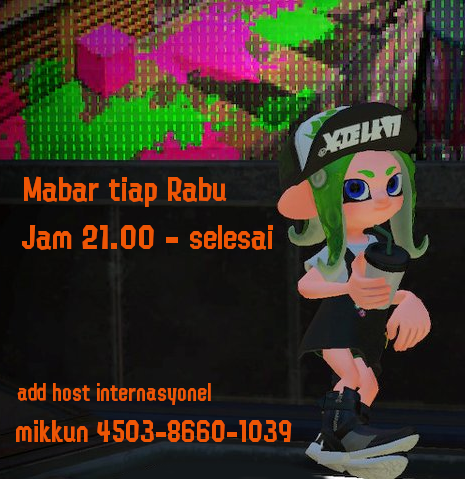 Mabar tiap Rabu
Jam 21.00 - selesai
add host internasyonel
mikkun 4503-8660-1039